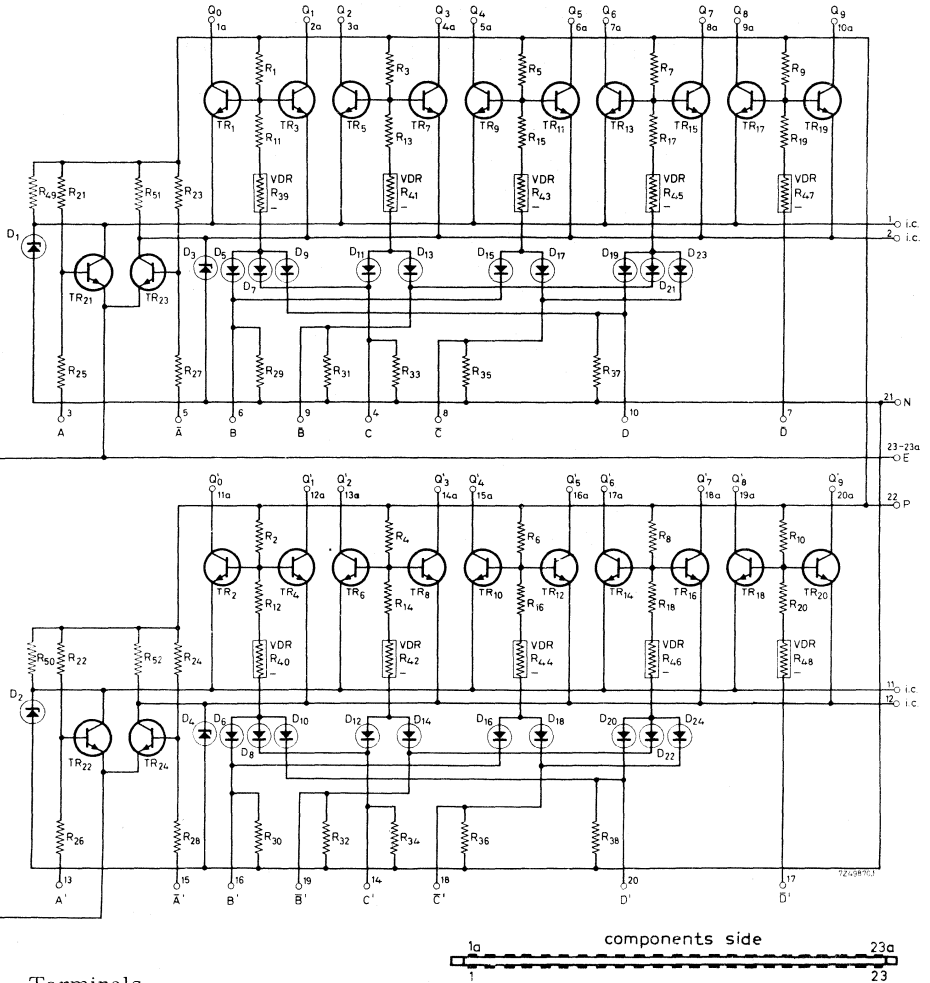 Q0 Q1 Q2 Q3 Q4 Q5 Q6 Q7 Q8 Q9
1a 2a 3a 4a 5a 6a 7a 8a 9a 10a
R1 R3 R5 R7 R9
TR1 TR3 TR5 TR7 TR9 TR11 TR13 TR15 TR17 TR19
R11 R13 R15 R17 R19
R49 R21 R51 R23
VDR R39 − VDR R41 − VDR R43 − VDR R45 − VDR R47 −
1 i.c.
2 i.c.
D1 D3 D5 D7 D9 D11 D13 D15 D17 D19 D21 D23
TR21 TR23
R25 R27 R29 R31 R33 R35 R37
21 N
3 5 6 9 4 8 10 7
A Ā B B̄ C C̄ D D̄
23-23a
E
Q'0 Q'1 Q'2 Q'3 Q'4 Q'5 Q'6 Q'7 Q'8 Q'9
11a 12a 13a 14a 15a 16a 17a 18a 19a 20a
22 P
R2 R4 R6 R8 R10
TR2 TR4 TR6 TR8 TR10 TR12 TR14 TR16 TR18 TR20
R12 R14 R16 R18 R20
R50 R22 R52 R24
VDR R40 − VDR R42 − VDR R44 − VDR R46 − VDR R48 −
11 i.c.
12 i.c.
D2 D4 D6 D8 D10 D12 D14 D16 D18 D20 D22 D24
TR22 TR24
R26 R28 R30 R32 R34 R36 R38
7Z49870.1
13 15 16 19 14 18 20 17
A' Ā' B' B̄' C' C̄' D' D̄'
components side
1a 23a
1 23
Terminals